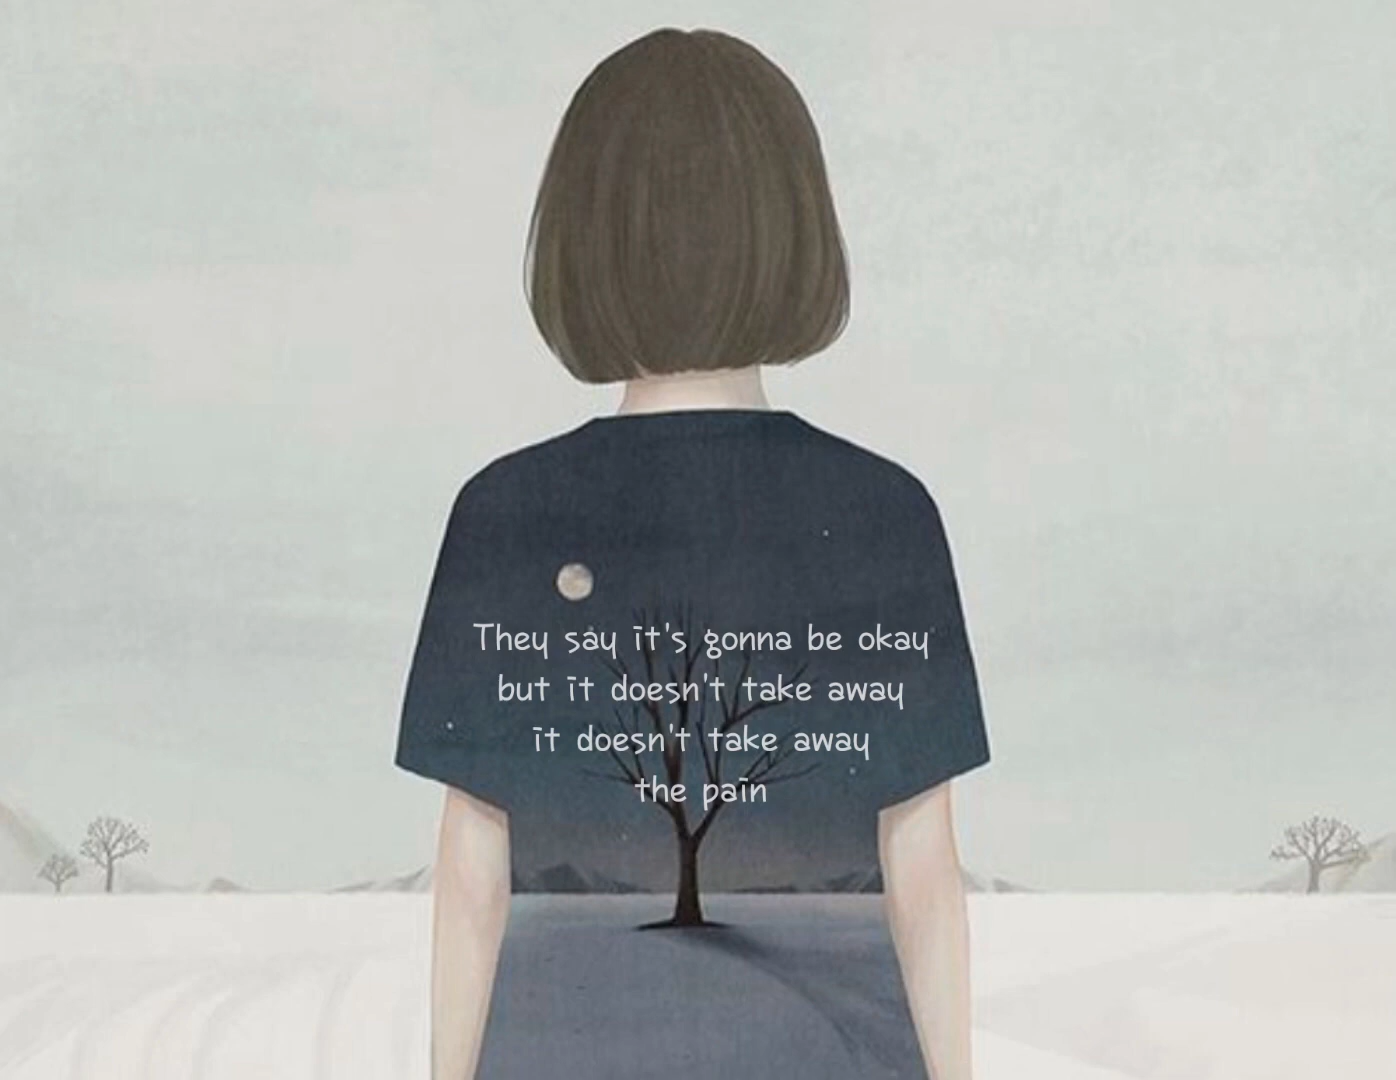 They say it's gonna be okay
but it doesn't take away
it doesn't take away
the pain